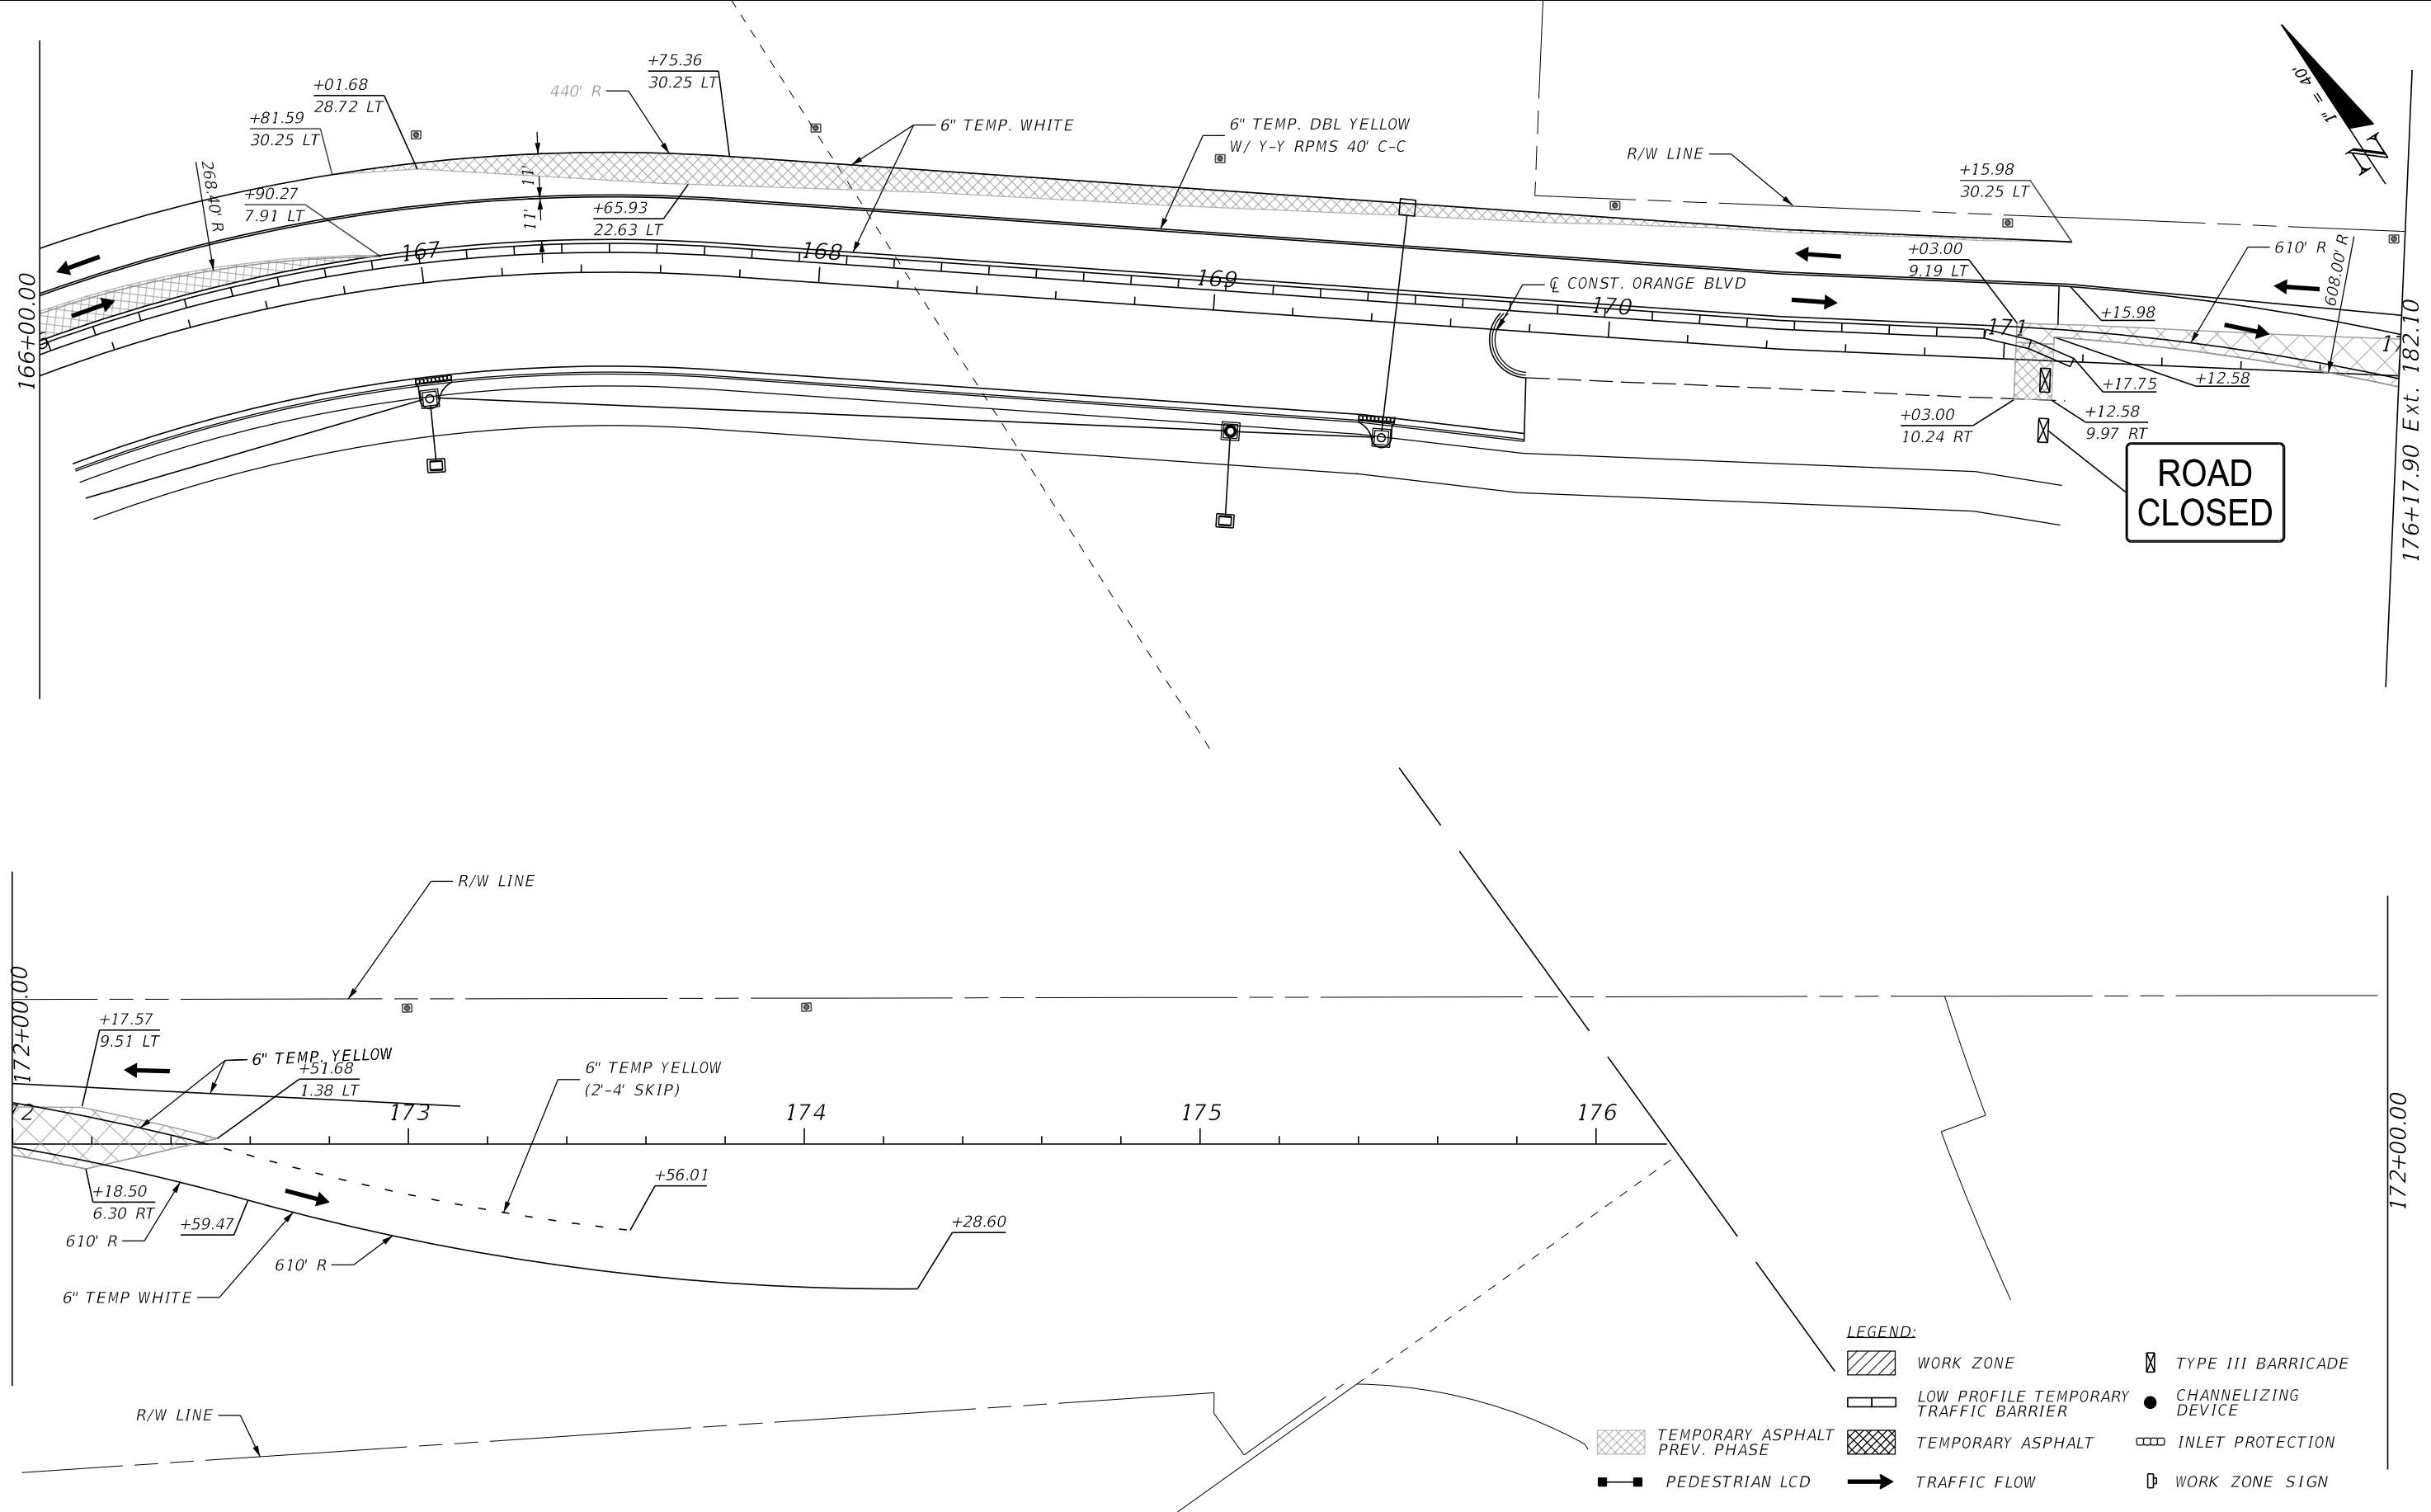 +75.36
30.25 LT
+01.68
28.72 LT
440' R
+81.59
30.25 LT
6" TEMP. WHITE
6" TEMP. DBL YELLOW
W/ Y-Y RPMS 40' C-C
R/W LINE
1" = 40'
N
+15.98
30.25 LT
268.40' R
+90.27
7.91 LT
11'
11'
+65.93
22.63 LT
167
168
169
170
171
17
℄ CONST. ORANGE BLVD
+03.00
9.19 LT
610' R
608.00' R
+15.98
166+00.00
176+17.90 Ext. 182.10
+17.75
+12.58
+03.00
10.24 RT
+12.58
9.97 RT
ROAD
CLOSED
R/W LINE
172+00.00
+17.57
9.51 LT
6" TEMP. YELLOW
+51.68
1.38 LT
6" TEMP YELLOW
(2'-4' SKIP)
72
173
174
175
176
172+00.00
+18.50
6.30 RT
+59.47
610' R
610' R
6" TEMP WHITE
+56.01
+28.60
R/W LINE
LEGEND:
WORK ZONE
TYPE III BARRICADE
LOW PROFILE TEMPORARY
TRAFFIC BARRIER
CHANNELIZING
DEVICE
TEMPORARY ASPHALT
PREV. PHASE
TEMPORARY ASPHALT
INLET PROTECTION
PEDESTRIAN LCD
TRAFFIC FLOW
WORK ZONE SIGN